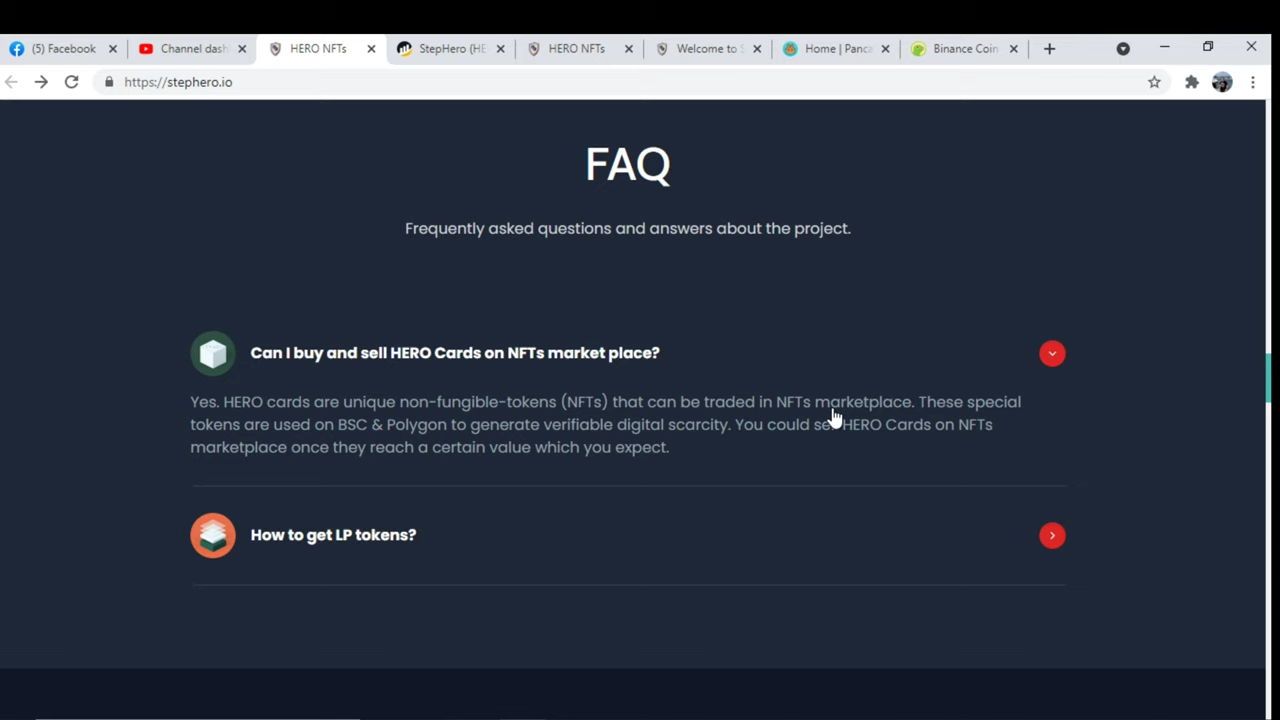 (5) Facebook
Channel dash
HERO NFTs
StepHero (HE
HERO NFTs
Welcome to S
Home | Panca
Binance Coin
https://stephero.io
FAQ
Frequently asked questions and answers about the project.
Can I buy and sell HERO Cards on NFTs market place?
Yes. HERO cards are unique non-fungible-tokens (NFTs) that can be traded in NFTs marketplace. These special
tokens are used on BSC & Polygon to generate verifiable digital scarcity. You could se HERO Cards on NFTs
marketplace once they reach a certain value which you expect.
How to get LP tokens?